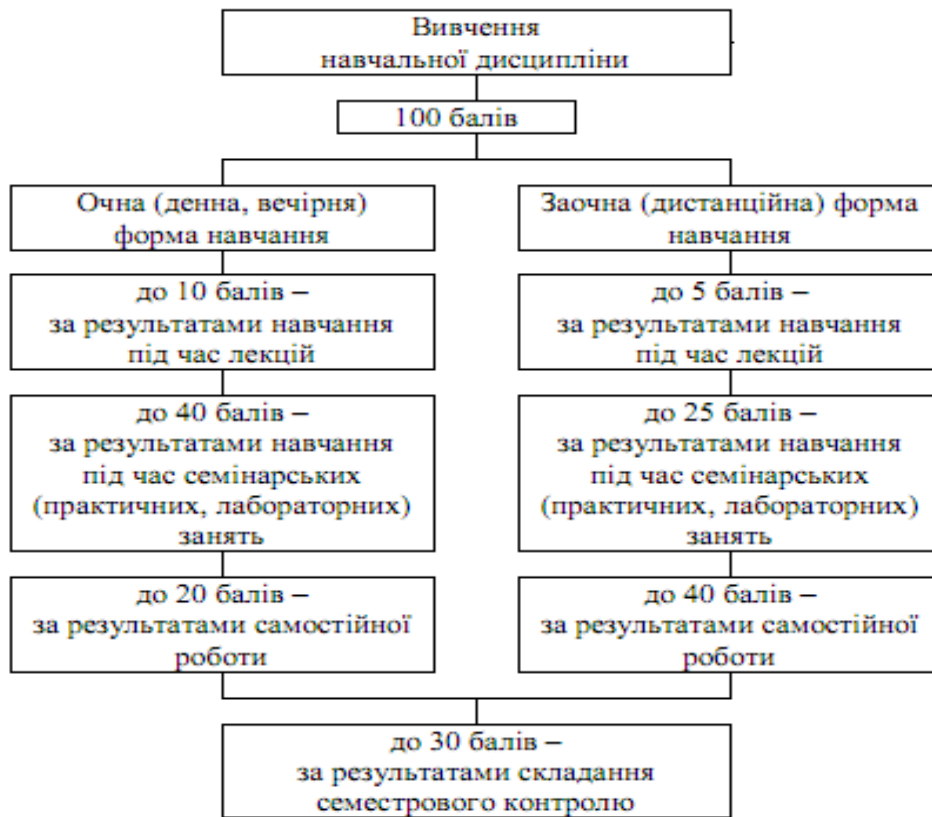 Вивчення
навчальної дисципліни
100 балів
Очна (денна, вечірня)
форма навчання
до 10 балів –
за результатами навчання
під час лекцій
до 40 балів –
за результатами навчання
під час семінарських
(практичних, лабораторних)
занять
до 20 балів –
за результатами самостійної
роботи
Заочна (дистанційна) форма
навчання
до 5 балів –
за результатами навчання
під час лекцій
до 25 балів –
за результатами навчання
під час семінарських
(практичних, лабораторних)
занять
до 40 балів –
за результатами самостійної
роботи
до 30 балів –
за результатами складання
семестрового контролю